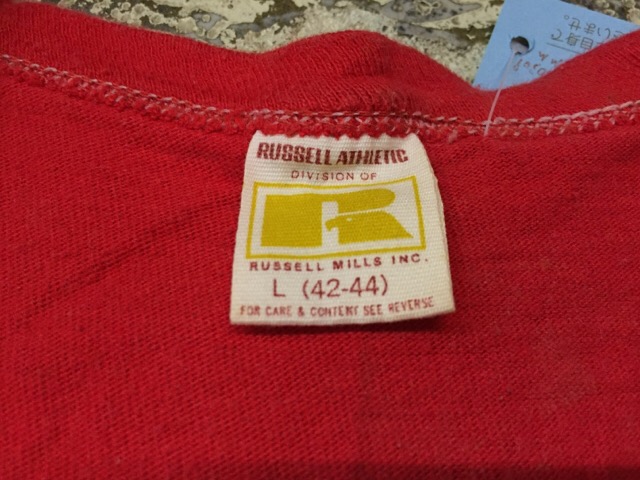 RUSSELL ATHLETIC
DIVISION OF
R
RUSSELL MILLS INC.
L (42-44)
FOR CARE & CONTENT SEE REVERSE